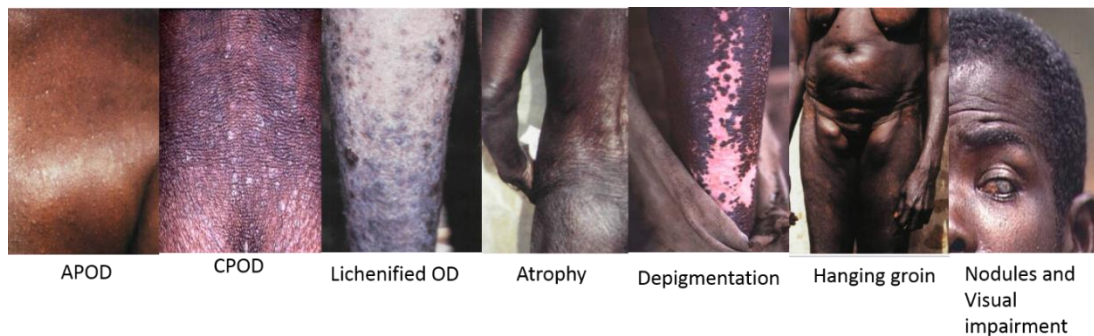 APOD
CPOD
Lichenified OD
Atrophy
Depigmentation
Hanging groin
Nodules and
Visual
impairment